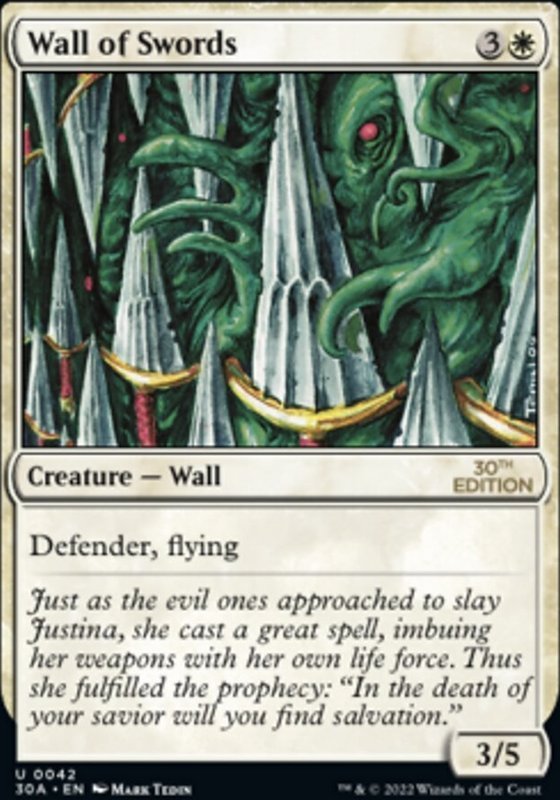 Wall of Swords 3
Tedin 93
Creature — Wall
30TH
EDITION
Defender, flying
Just as the evil ones approached to slay
Justina, she cast a great spell, imbuing
her weapons with her own life force. Thus
she fulfilled the prophecy: “In the death of
your savior will you find salvation.”
3/5
U 0042
30A • EN Mark Tedin
™ & © 2022 Wizards of the Coast